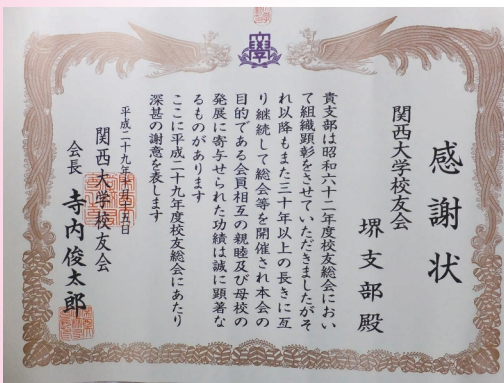 感謝状
関西大学校友会
堺支部殿
貴支部は昭和六十二年度校友総会におい
て組織顕彰をさせていただきましたがそ
れ以降もまた三十年以上の長きに亙
り継続して総会等を開催され本会の
目的である会員相互の親睦及び母校の
発展に寄与せられた功績は誠に顕著な
るものがあります
ここに平成二十九年度校友総会にあたり
深甚の謝意を表します
平成二十九年十月十五日
関西大学校友会
会長 寺内俊太郎